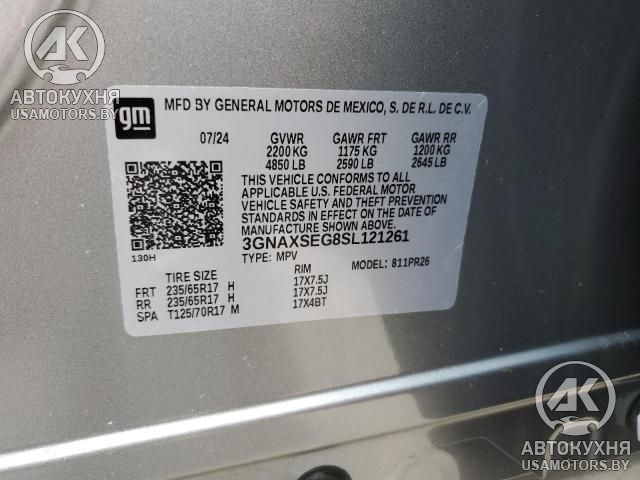 AK
АВТОКУХНЯ
USAMOTORS.BY
gm
MFD BY GENERAL MOTORS DE MEXICO, S. DE R.L. DE C.V.
07/24 GVWR GAWR FRT GAWR RR
2200 KG 1175 KG 1200 KG
4850 LB 2590 LB 2645 LB
THIS VEHICLE CONFORMS TO ALL
APPLICABLE U.S. FEDERAL MOTOR
VEHICLE SAFETY AND THEFT PREVENTION
STANDARDS IN EFFECT ON THE DATE OF
MANUFACTURE SHOWN ABOVE.
3GNAXSEG8SL121261
130H TYPE: MPV MODEL: 811PR26
TIRE SIZE RIM
FRT 235/65R17 H 17X7.5J
RR 235/65R17 H 17X7.5J
SPA T125/70R17 M 17X4BT
AK
АВТОКУХНЯ
USAMOTORS.BY